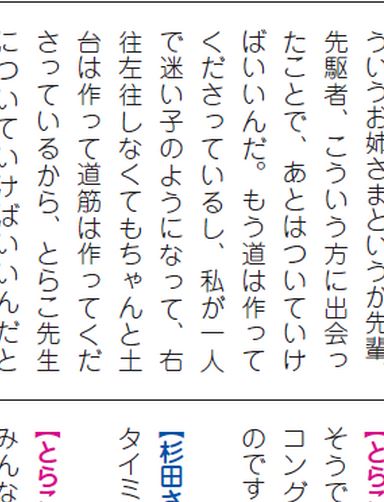 ういうお姉さまというか先輩
先駆者、こういう方に出会っ
たことで、あとはついていけ
ばいいんだ。もう道は作って
くださっているし、私が一人
で迷い子のようになって、右
往左往しなくてもちゃんと土
台は作って道筋は作ってくだ
さっているから、とらこ先生
についていけばいいんだと
【とら
そうで
コング
のです
【杉田さ
タイミ
【とらこ
みんな